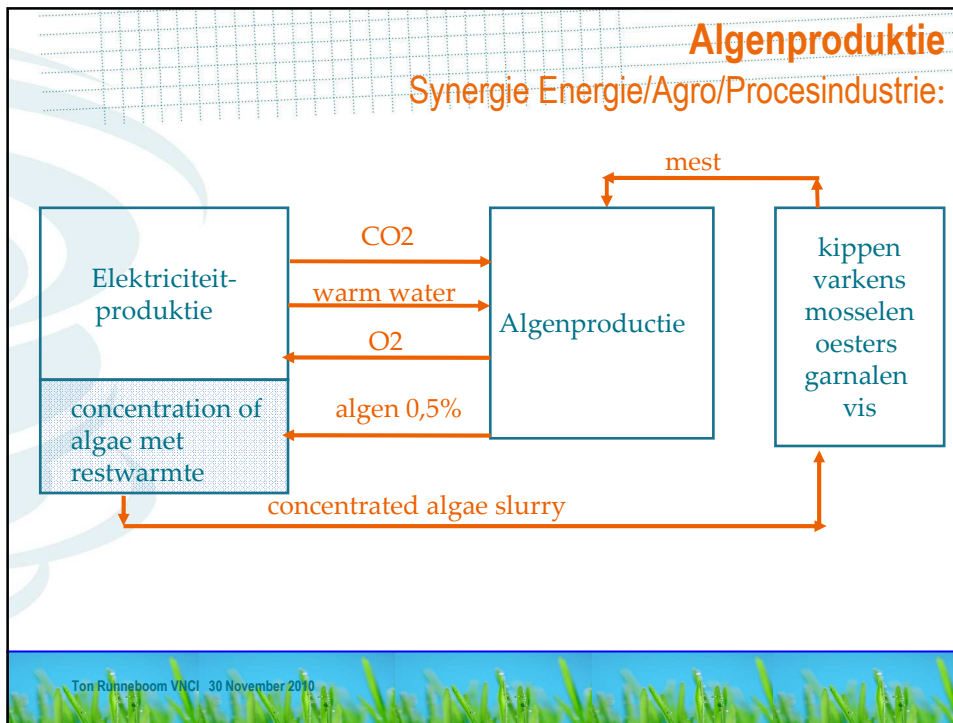 Algenproduktie
Synergie Energie/Agro/Procesindustrie:
mest
Elektriciteit-
produktie
CO2
warm water
O2
algen 0,5%
Algenproductie
kippen
varkens
mosselen
oesters
garnalen
vis
concentration of
algae met
restwarmte
concentrated algae slurry
Ton Runneboom VNCI 30 November 2010